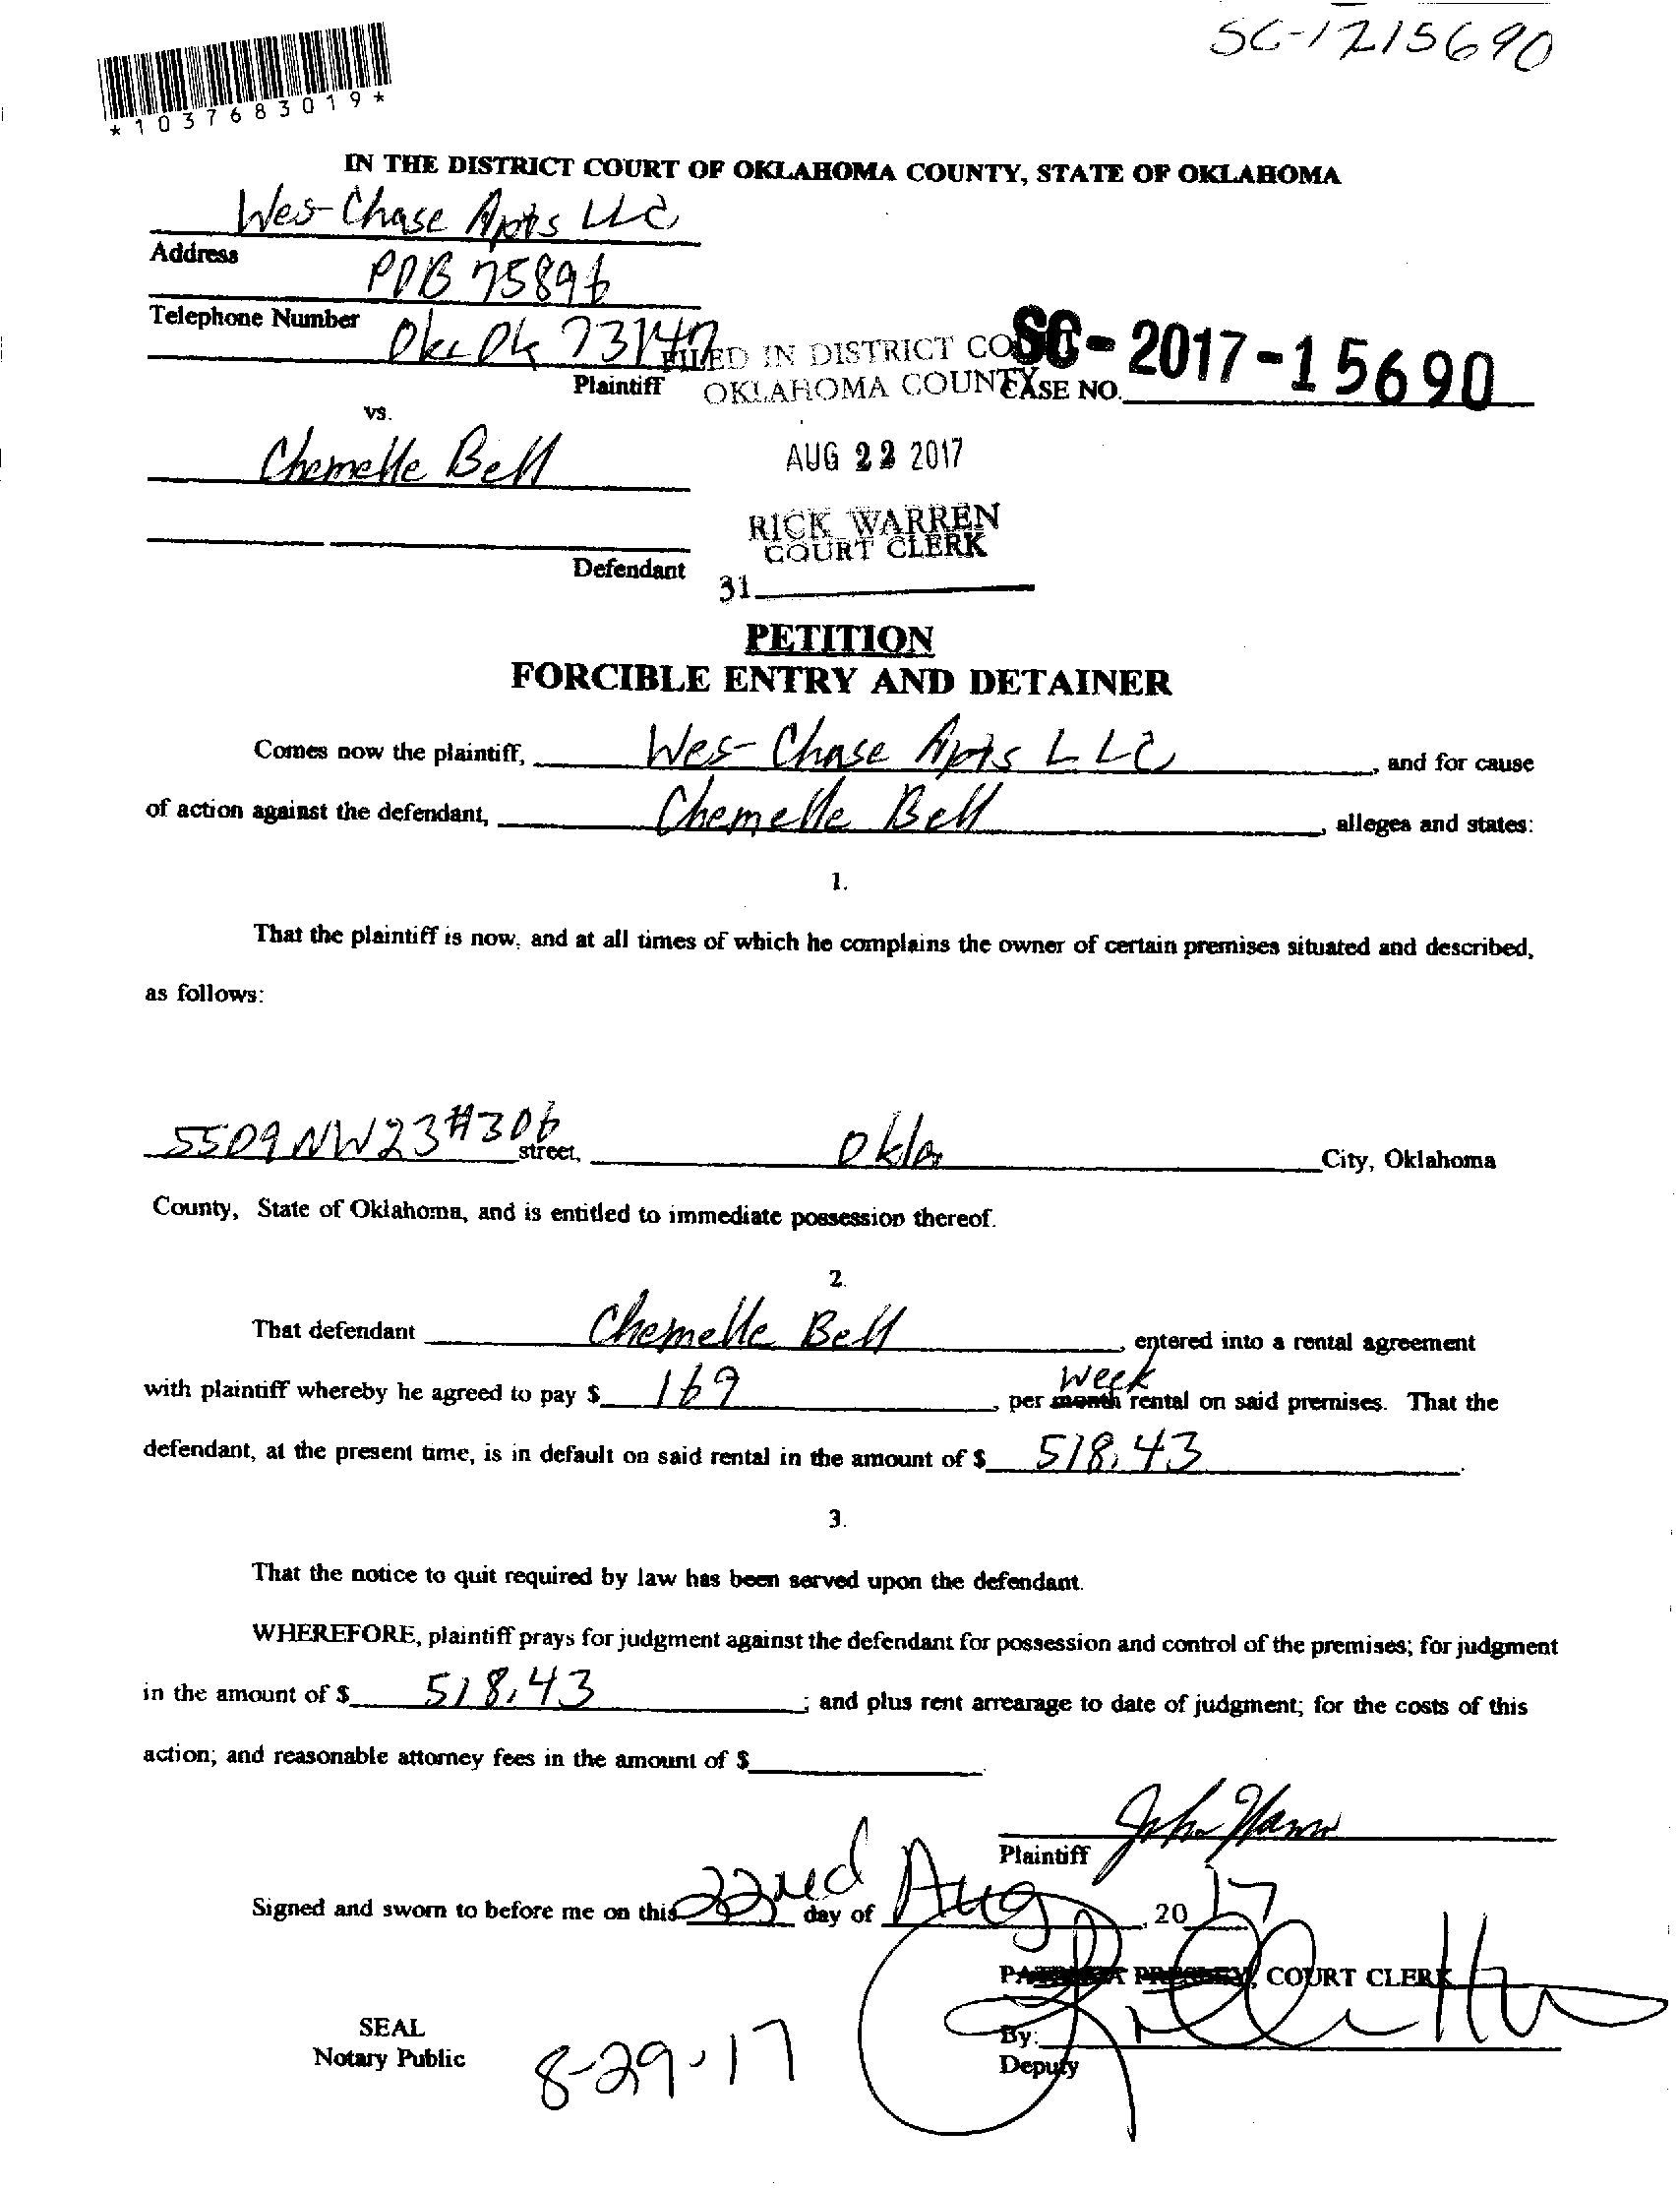 SC-1215690
*1037683019*
IN THE DISTRICT COURT OF OKLAHOMA COUNTY, STATE OF OKLAHOMA
Wes-Chase Apts LLC
Address
POB 75896
Telephone Number
Okc Ok 73147
FILED IN DISTRICT COURT
OKLAHOMA COUNTY
SC-2017-15690
Plaintiff
CASE NO.
vs.
Chemelle Bell
AUG 22 2017
RICK WARREN
COURT CLERK
Defendant
31
PETITION
FORCIBLE ENTRY AND DETAINER
Comes now the plaintiff, Wes-Chase Apts LLC, and for cause
of action against the defendant, Chemelle Bell, alleges and states:
1.
That the plaintiff is now, and at all times of which he complains the owner of certain premises situated and described,
as follows:
5509 NW 23 #306 street, Okla City, Oklahoma
County, State of Oklahoma, and is entitled to immediate possession thereof.
2.
That defendant Chemelle Bell, entered into a rental agreement
with plaintiff whereby he agreed to pay $ 169, per month week rental on said premises. That the
defendant, at the present time, is in default on said rental in the amount of $ 518.43.
3.
That the notice to quit required by law has been served upon the defendant.
WHEREFORE, plaintiff prays for judgment against the defendant for possession and control of the premises; for judgment
in the amount of $ 518.43; and plus rent arrearage to date of judgment; for the costs of this
action; and reasonable attorney fees in the amount of $
Plaintiff John
Signed and sworn to before me on this 22nd day of Aug, 2017
COURT CLERK
SEAL
Notary Public
8-29-17
By:
Deputy